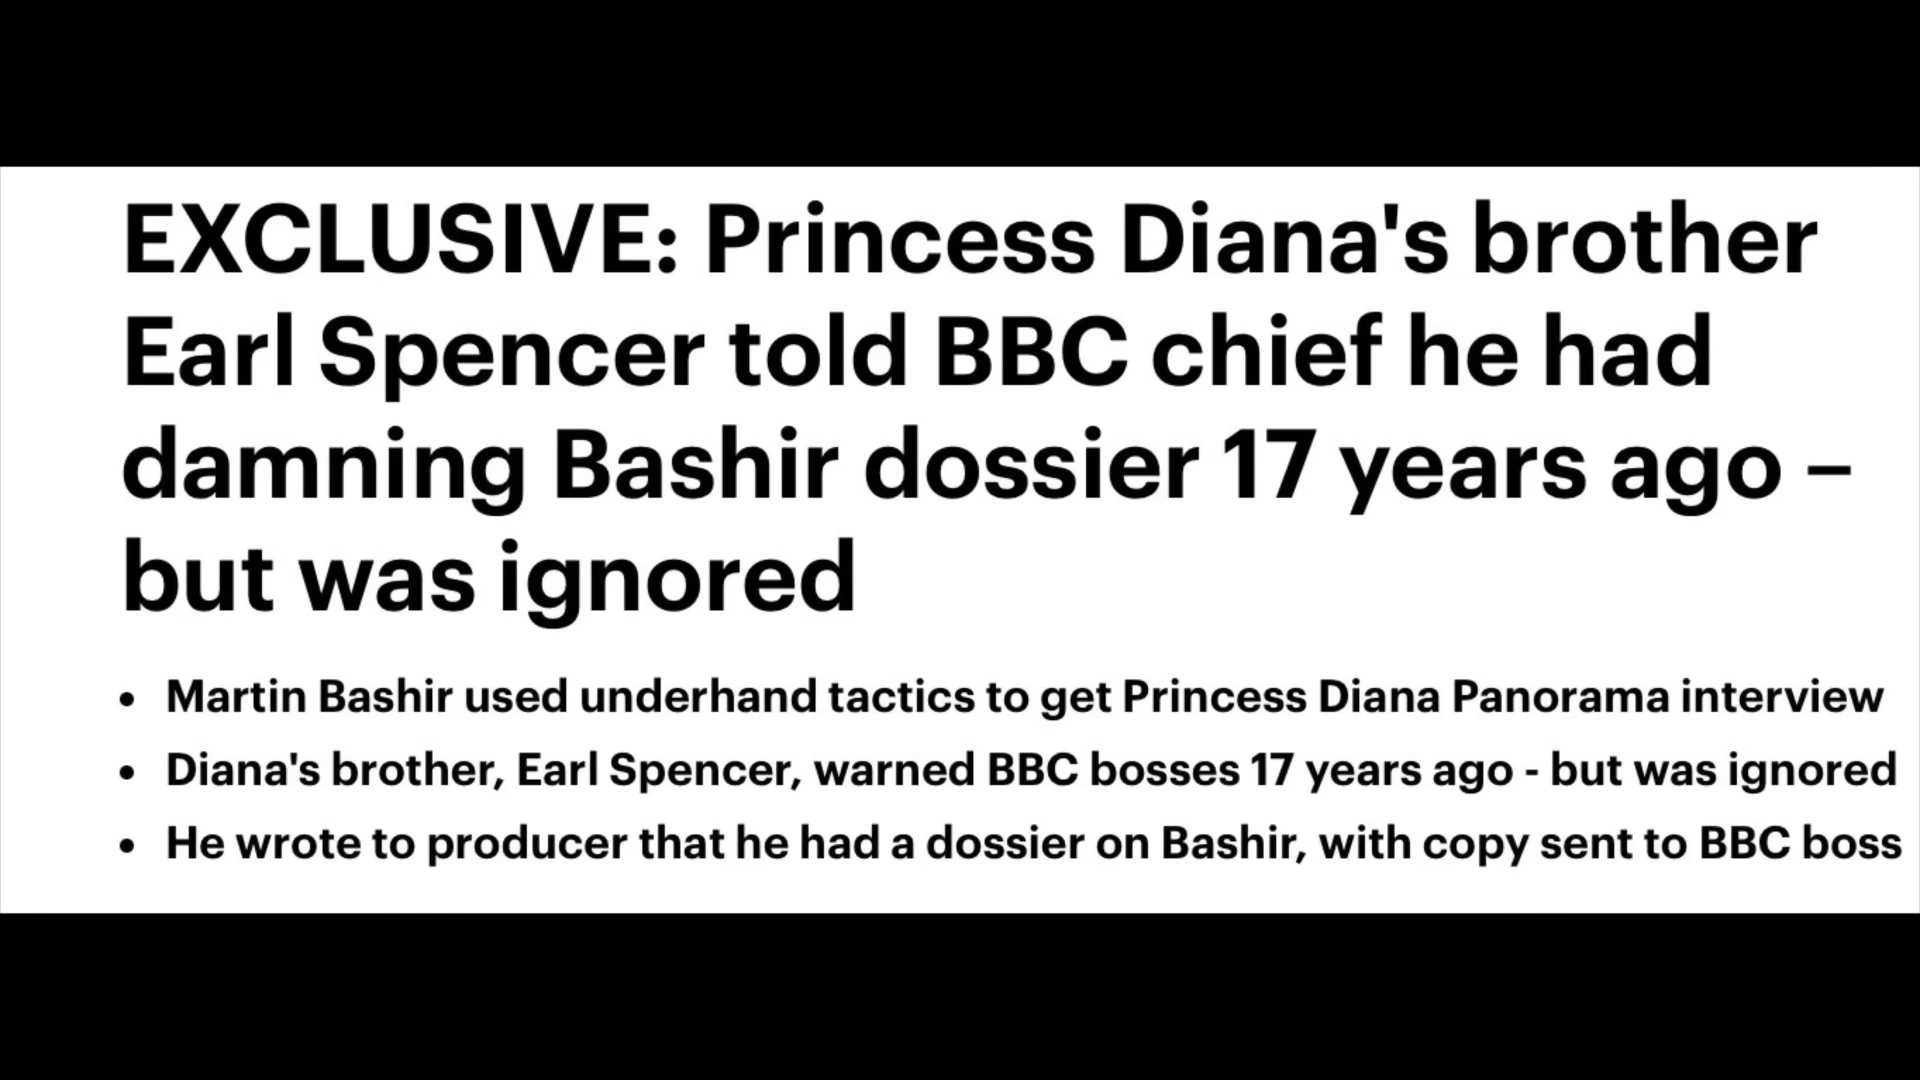 EXCLUSIVE: Princess Diana's brother
Earl Spencer told BBC chief he had
damning Bashir dossier 17 years ago –
but was ignored
• Martin Bashir used underhand tactics to get Princess Diana Panorama interview
• Diana's brother, Earl Spencer, warned BBC bosses 17 years ago - but was ignored
• He wrote to producer that he had a dossier on Bashir, with copy sent to BBC boss